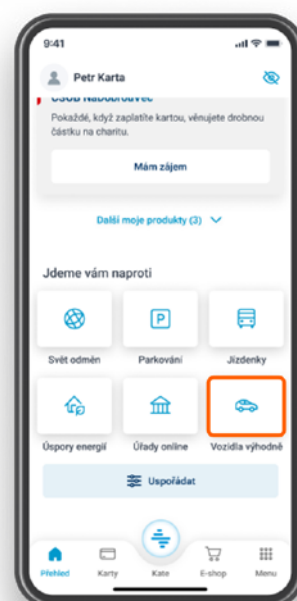 9:41
Petr Karta
ČSOB NaDobrouvěc
Pokaždé, když zaplatíte kartou, věnujete drobnou
částku na charitu.
Mám zájem
Další moje produkty (3)
Jdeme vám naproti
Svět odměn
Parkování
Jízdenky
Úspory energií
Úřady online
Vozidla výhodně
Uspořádat
Přehled
Karty
Kate
E-shop
Menu